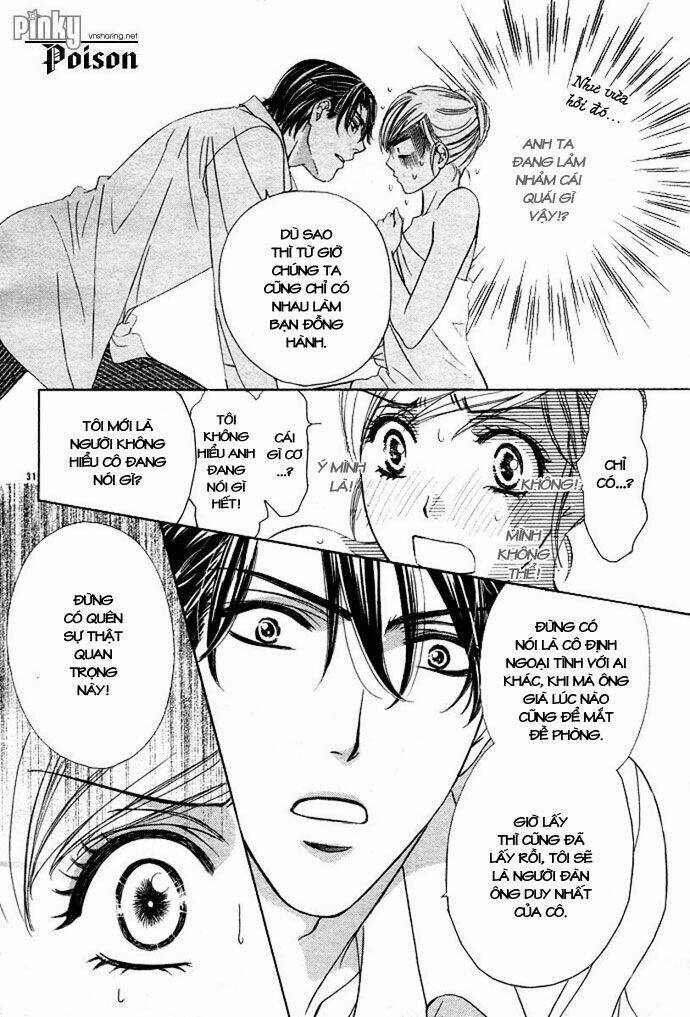 pinky
vnsharing.net
Poison
Như vừa
hỏi đó...
ANH TA
ĐANG LẢM
NHẢM CÁI
QUÁI GÌ
VẬY!?
DÙ SAO
THÌ TỪ GIỜ
CHÚNG TA
CŨNG CHỈ CÓ
NHAU LÀM
BẠN ĐỒNG
HÀNH.
CHỈ
CÓ...?
KHÔNG!
MÌNH
KHÔNG
THỂ!
Ý MÌNH
LÀ!
CÁI
GÌ CƠ
...?
TÔI
KHÔNG
HIỂU ANH
ĐANG
NÓI GÌ
HẾT!
TÔI MỚI LÀ
NGƯỜI KHÔNG
HIỂU CÔ ĐANG
NÓI GÌ?
31
ĐỪNG CÓ
NÓI LÀ CÔ ĐỊNH
NGOẠI TÌNH VỚI AI
KHÁC, KHI MÀ ÔNG
GIÀ LÚC NÀO
CŨNG ĐỂ MẮT
ĐỀ PHÒNG.
GIỜ LẤY
THÌ CŨNG ĐÃ
LẤY RỒI, TÔI SẼ
LÀ NGƯỜI ĐÀN
ÔNG DUY NHẤT
CỦA CÔ.
ĐỪNG
CÓ QUÊN
SỰ THẬT
QUAN
TRỌNG
NÀY!